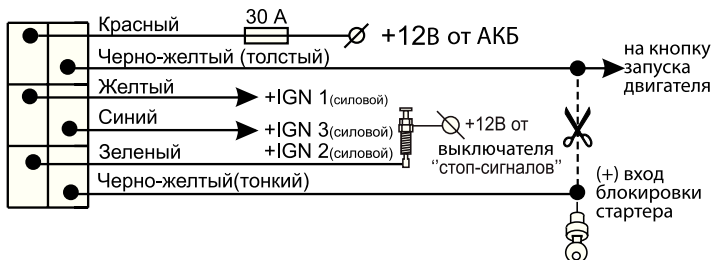 Красный
30 А
+12В от АКБ
Черно-желтый (толстый)
на кнопку
запуска
двигателя
Желтый
+IGN 1(силовой)
Синий
+IGN 3(силовой)
+12В от
выключателя
"стоп-сигналов"
Зеленый
+IGN 2(силовой)
Черно-желтый(тонкий)
(+) вход
блокировки
стартера